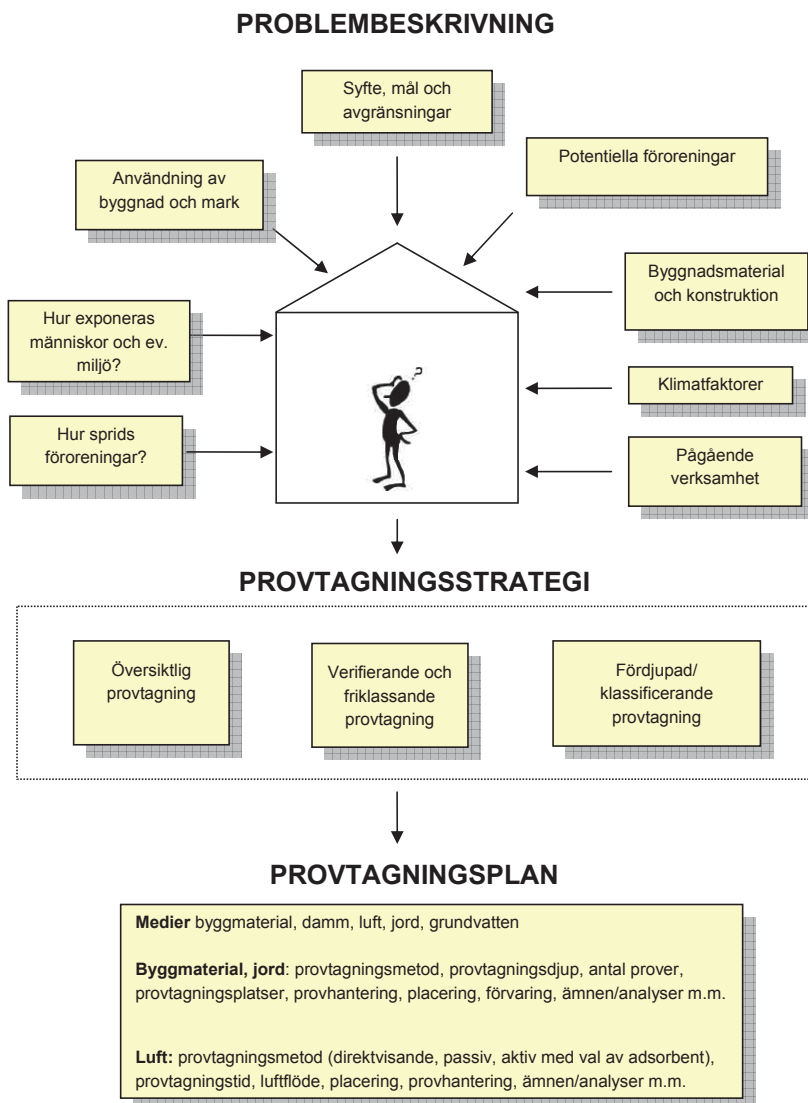 PROBLEMBESKRIVNING
Syfte, mål och
avgränsningar
Potentiella föroreningar
Användning av
byggnad och mark
Byggnadsmaterial
och konstruktion
Hur exponeras
människor och ev.
miljö?
Klimatfaktorer
Hur sprids
föroreningar?
Pågående
verksamhet
?
PROVTAGNINGSSTRATEGI
Översiktlig
provtagning
Verifierande och
friklassande
provtagning
Fördjupad/
klassificerande
provtagning
PROVTAGNINGSPLAN
Medier byggmaterial, damm, luft, jord, grundvatten
Byggmaterial, jord: provtagningsmetod, provtagningsdjup, antal prover,
provtagningsplatser, provhantering, placering, förvaring, ämnen/analyser m.m.
Luft: provtagningsmetod (direktvisande, passiv, aktiv med val av adsorbent),
provtagningstid, luftflöde, placering, provhantering, ämnen/analyser m.m.